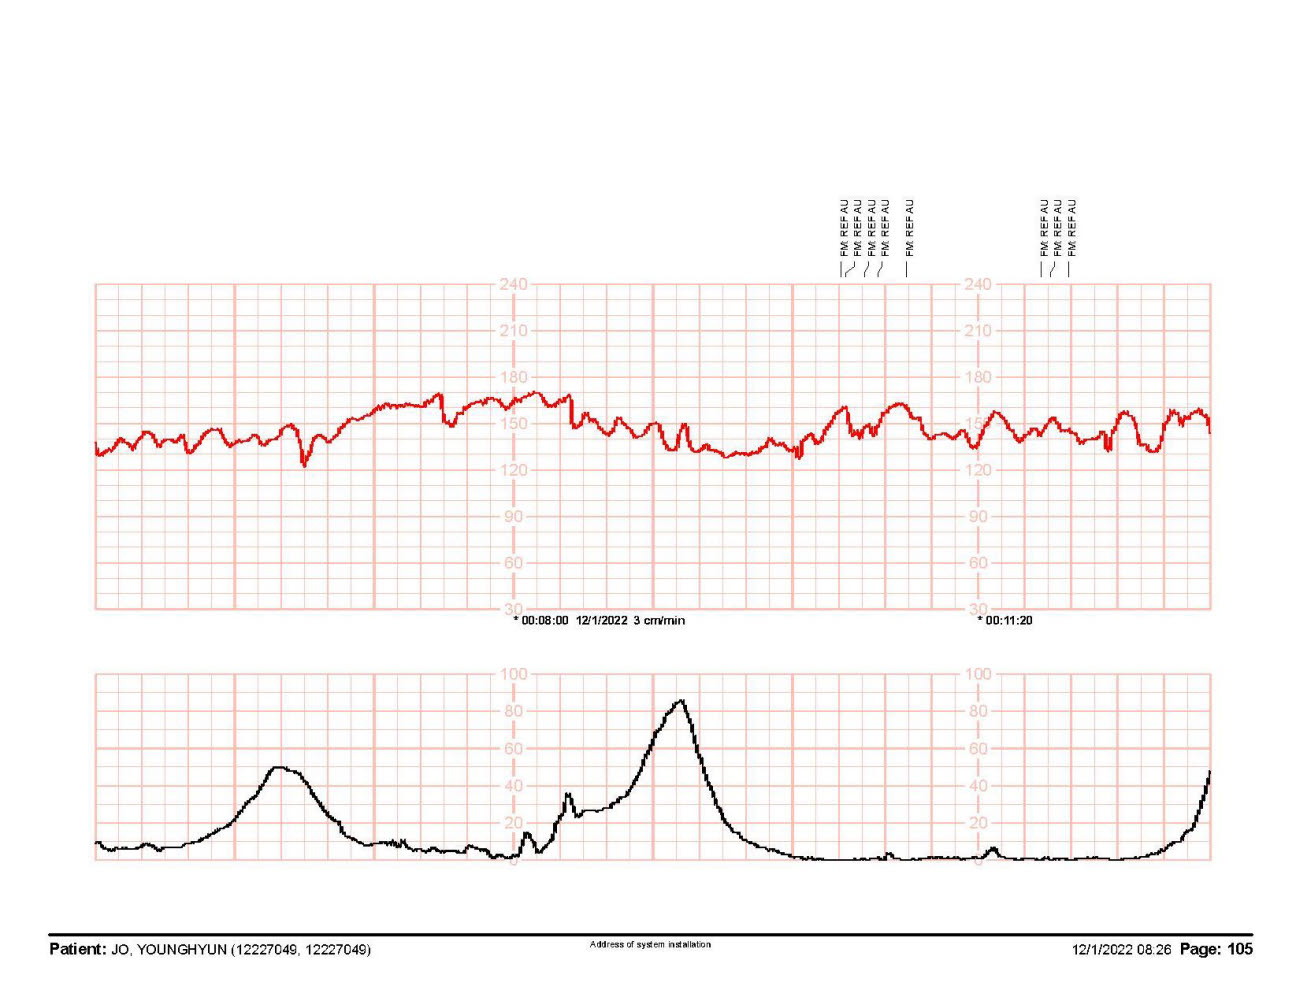 FM: REF AU
FM: REF AU
FM: REF AU
FM: REF AU
FM: REF AU
FM: REF AU
FM: REF AU
FM: REF AU
240 240
210 210
180 180
150 150
120 120
90 90
60 60
30 30
* 00:08:00 12/1/2022 3 cm/min * 00:11:20
100 100
80 80
60 60
40 40
20 20
0 0
Patient: JO, YOUNGHYUN (12227049, 12227049) Address of system installation 12/1/2022 08:26 Page: 105